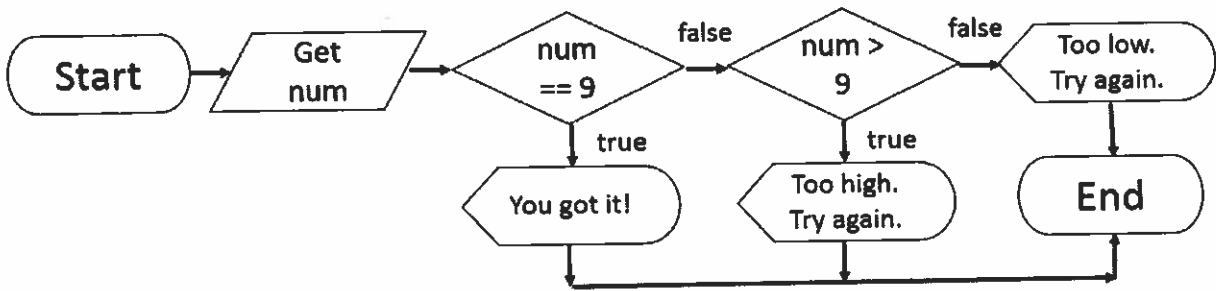 Start
Get
num
num
== 9
false
true
num >
9
false
true
Too low.
Try again.
You got it!
Too high.
Try again.
End